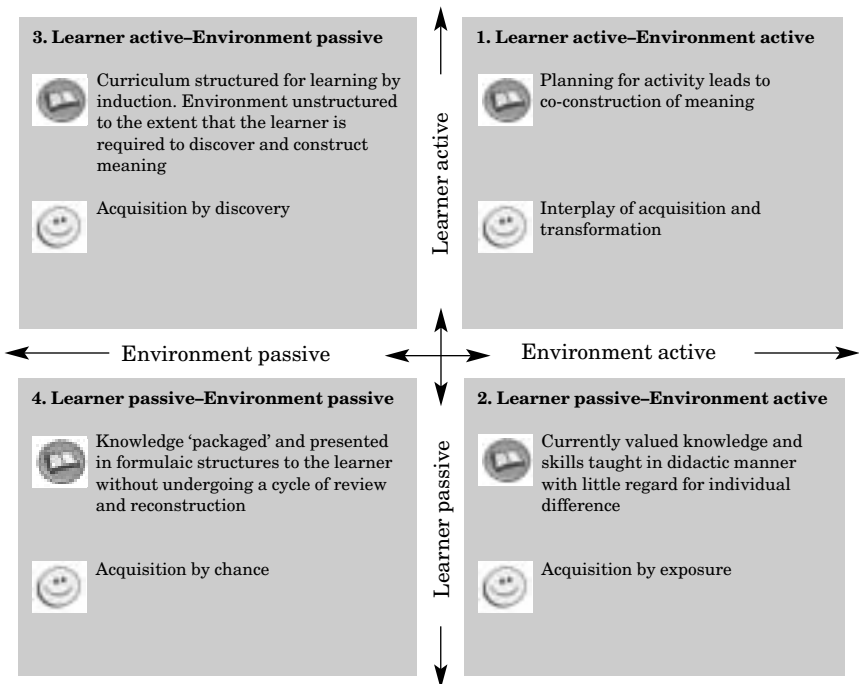 3. Learner active–Environment passive
Curriculum structured for learning by
induction. Environment unstructured
to the extent that the learner is
required to discover and construct
meaning
Acquisition by discovery
1. Learner active–Environment active
Planning for activity leads to
co-construction of meaning
Interplay of acquisition and
transformation
Learner active
Environment passive
Environment active
4. Learner passive–Environment passive
Knowledge ‘packaged’ and presented
in formulaic structures to the learner
without undergoing a cycle of review
and reconstruction
Acquisition by chance
Learner passive
2. Learner passive–Environment active
Currently valued knowledge and
skills taught in didactic manner
with little regard for individual
difference
Acquisition by exposure